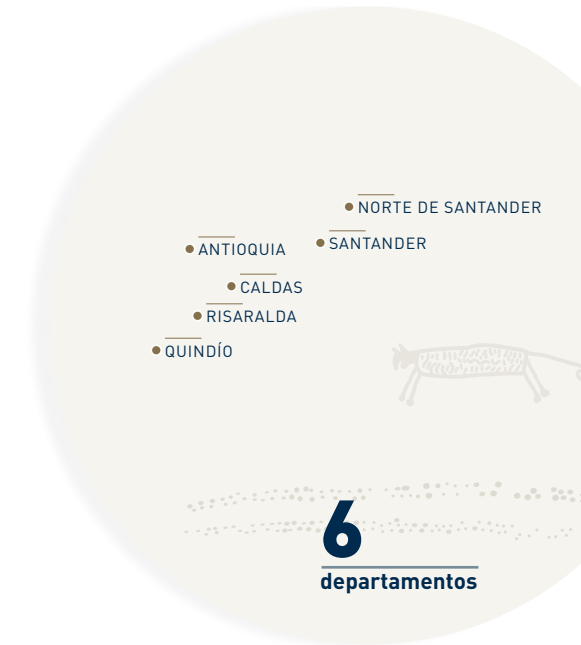 NORTE DE SANTANDER
SANTANDER
ANTIOQUIA
CALDAS
RISARALDA
QUINDÍO
6
departamentos